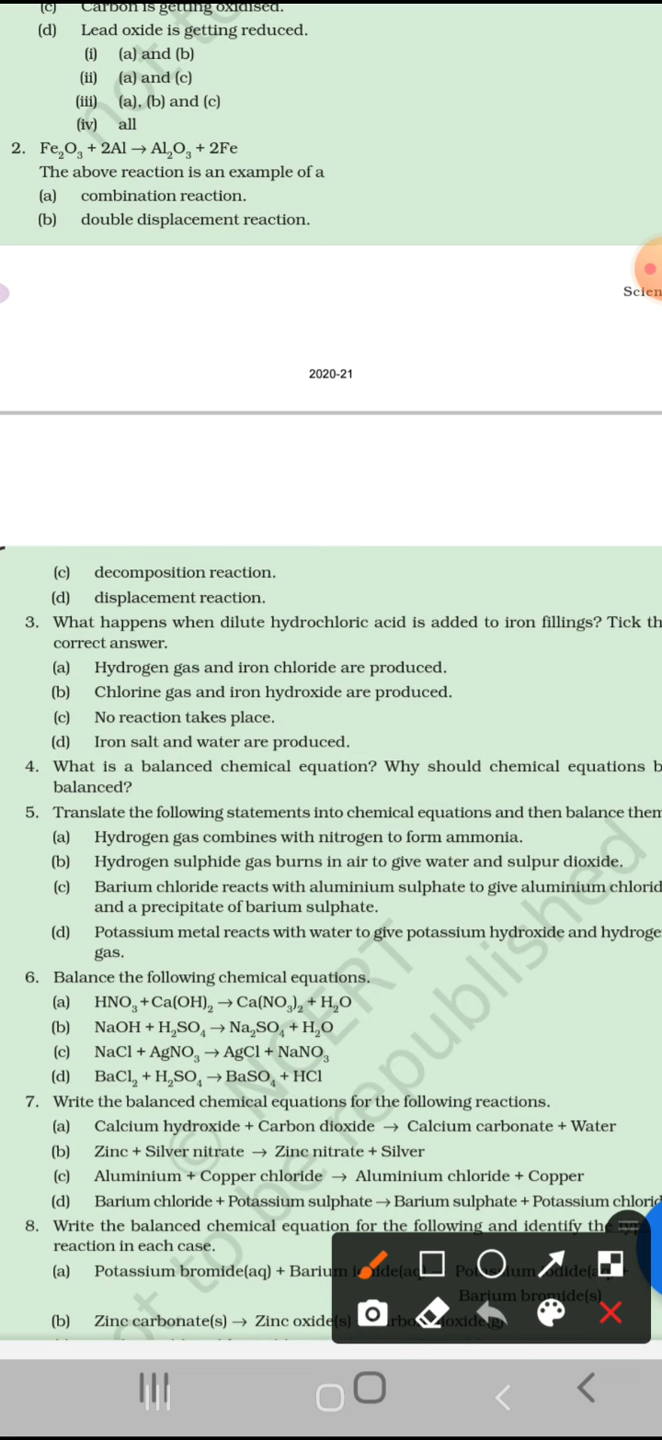 (c) Carbon is getting oxidised.
(d) Lead oxide is getting reduced.
(i) (a) and (b)
(ii) (a) and (c)
(iii) (a), (b) and (c)
(iv) all
2. Fe₂O₃ + 2Al → Al₂O₃ + 2Fe
The above reaction is an example of a
(a) combination reaction.
(b) double displacement reaction.
Scien
2020-21
(c) decomposition reaction.
(d) displacement reaction.
3. What happens when dilute hydrochloric acid is added to iron fillings? Tick th
correct answer.
(a) Hydrogen gas and iron chloride are produced.
(b) Chlorine gas and iron hydroxide are produced.
(c) No reaction takes place.
(d) Iron salt and water are produced.
4. What is a balanced chemical equation? Why should chemical equations b
balanced?
5. Translate the following statements into chemical equations and then balance them
(a) Hydrogen gas combines with nitrogen to form ammonia.
(b) Hydrogen sulphide gas burns in air to give water and sulpur dioxide.
(c) Barium chloride reacts with aluminium sulphate to give aluminium chlorid
and a precipitate of barium sulphate.
(d) Potassium metal reacts with water to give potassium hydroxide and hydroge
gas.
6. Balance the following chemical equations.
(a) HNO₃ + Ca(OH)₂ → Ca(NO₃)₂ + H₂O
(b) NaOH + H₂SO₄ → Na₂SO₄ + H₂O
(c) NaCl + AgNO₃ → AgCl + NaNO₃
(d) BaCl₂ + H₂SO₄ → BaSO₄ + HCl
7. Write the balanced chemical equations for the following reactions.
(a) Calcium hydroxide + Carbon dioxide → Calcium carbonate + Water
(b) Zinc + Silver nitrate → Zinc nitrate + Silver
(c) Aluminium + Copper chloride → Aluminium chloride + Copper
(d) Barium chloride + Potassium sulphate → Barium sulphate + Potassium chlorid
8. Write the balanced chemical equation for the following and identify the
reaction in each case.
(a) Potassium bromide(aq) + Barium
Barium bromide(s)
(b) Zinc carbonate(s) → Zinc oxide(s)
© NCERT
not to be republished